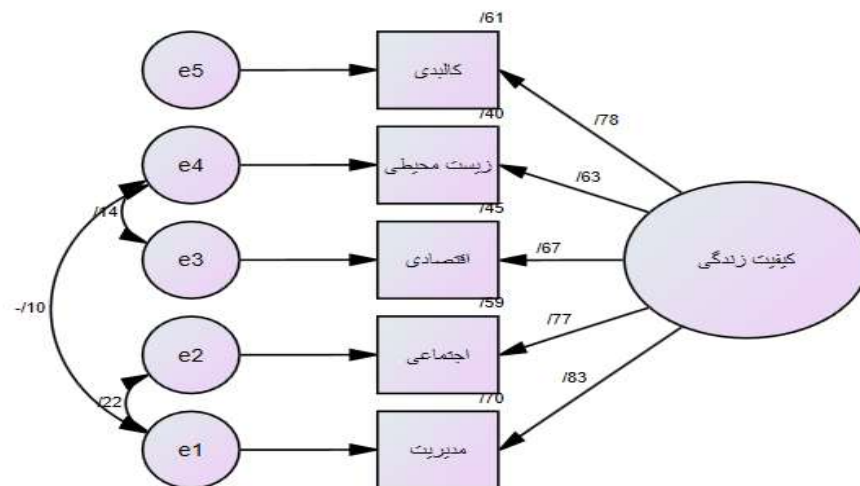 /61
e5
کالبدی
/78
/40
e4
زیست محیطی
/63
/14
/45
e3
اقتصادی
/67
کیفیت زندگی
-/10
/59
e2
اجتماعی
/77
/22
/70
/83
e1
مدیریت